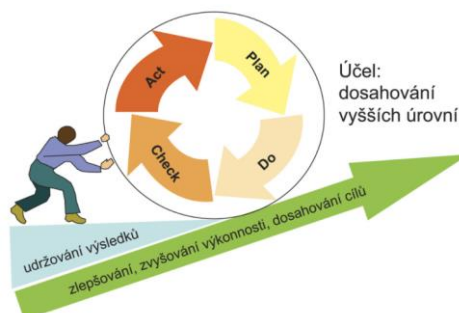 Act
Plan
Check
Do
Účel:
dosahování
vyšších úrovní
udržování výsledků
zlepšování, zvyšování výkonnosti, dosahování cílů